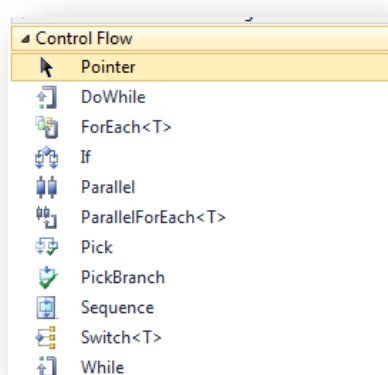 Control Flow
Pointer
DoWhile
ForEach<T>
If
Parallel
ParallelForEach<T>
Pick
PickBranch
Sequence
Switch<T>
While